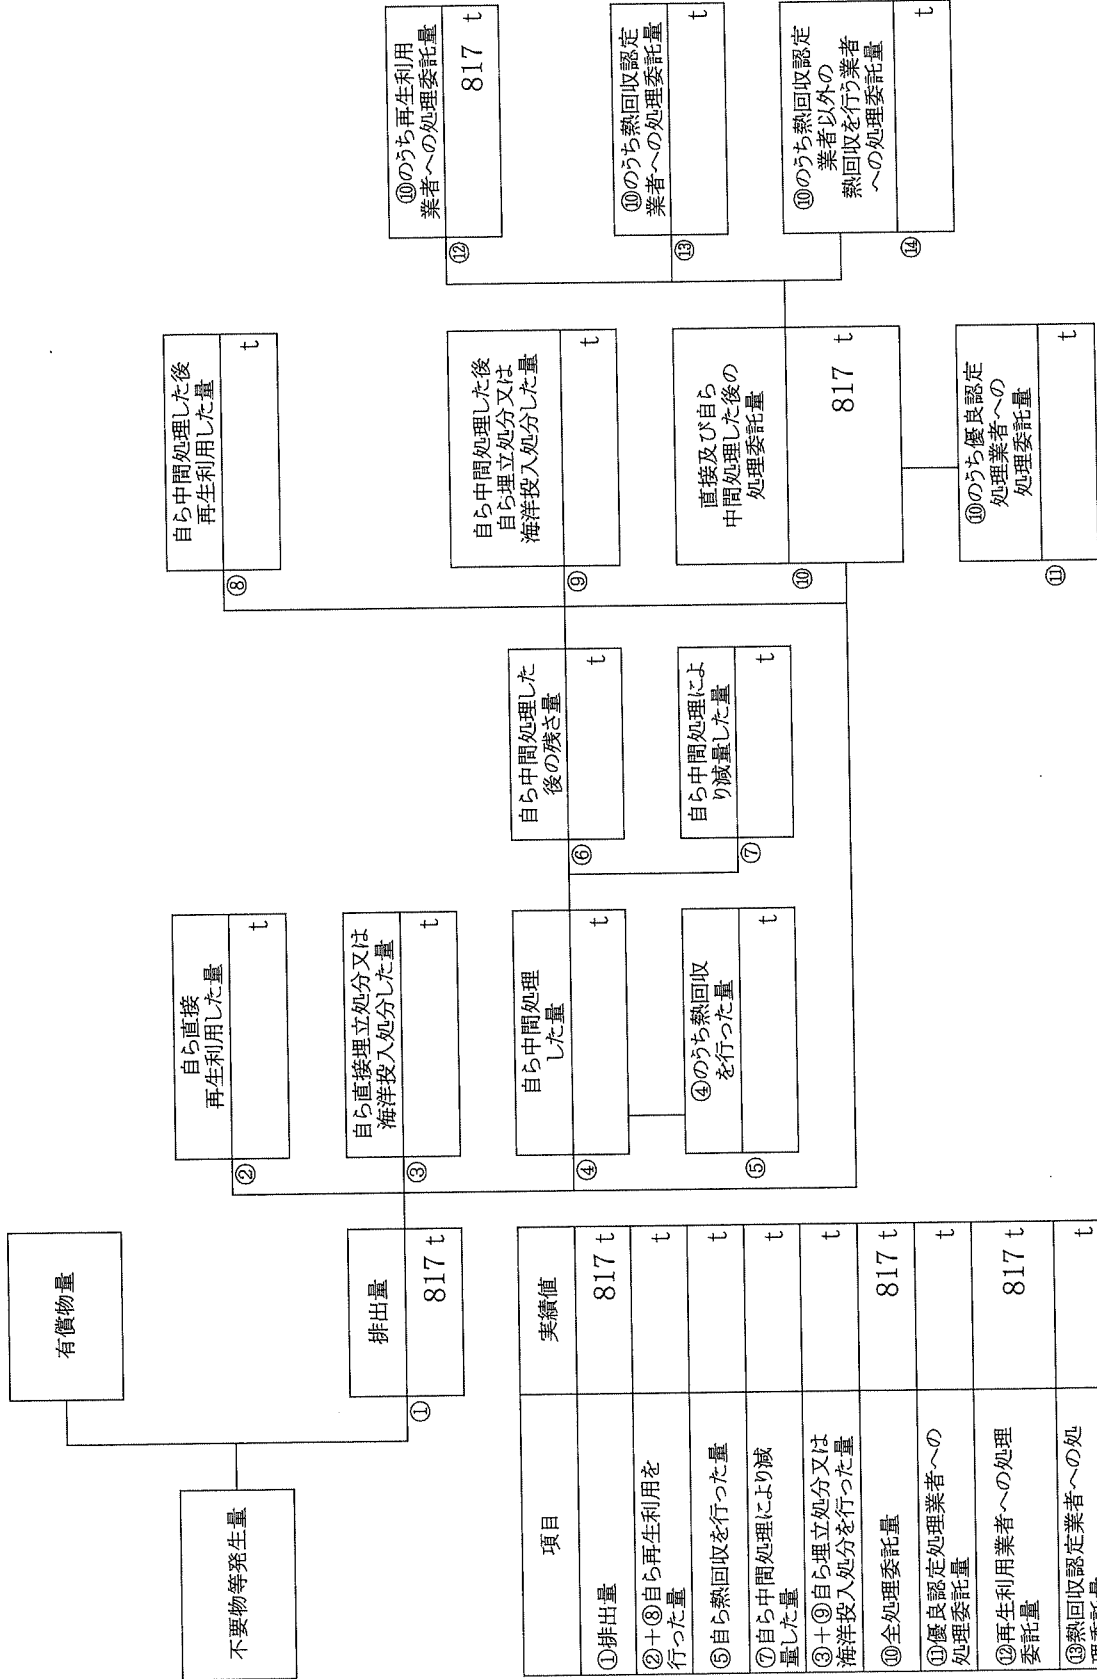 不要物等発生量
有償物量
排出量
①
817 t
自ら直接
再生利用した量
②
t
自ら直接埋立処分又は
海洋投入処分した量
③
t
自ら中間処理
した量
④
t
④のうち熱回収
を行った量
⑤
t
自ら中間処理した
後の残さ量
⑥
t
自ら中間処理によ
り減量した量
⑦
t
自ら中間処理した後
再生利用した量
⑧
t
自ら中間処理した後
自ら埋立処分又は
海洋投入処分した量
⑨
t
直接及び自ら
中間処理した後の
処理委託量
⑩
817 t
⑩のうち優良認定
処理業者への
処理委託量
⑪
t
⑩のうち再生利用
業者への処理委託量
⑫
817 t
⑩のうち熱回収認定
業者への処理委託量
⑬
t
⑩のうち熱回収認定
業者以外の
熱回収を行う業者
への処理委託量
⑭
t
項目 実績値
①排出量 817 t
②+⑧自ら再生利用を
行った量 t
⑤自ら熱回収を行った量 t
⑦自ら中間処理により減
量した量 t
③+⑨自ら埋立処分又は
海洋投入処分を行った量 t
⑩全処理委託量 817 t
⑪優良認定処理業者への
処理委託量 t
⑫再生利用業者への処理
委託量 817 t
⑬熱回収認定業者への処 t
理委託量